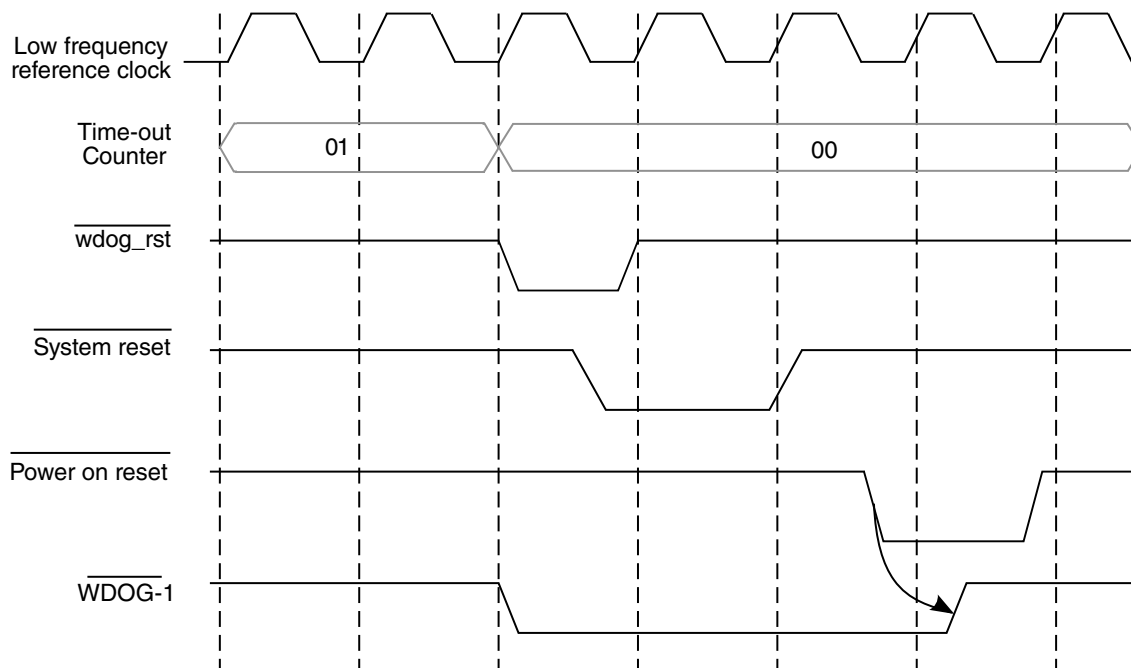 Low frequency
reference clock
Time-out
Counter
01
00
wdog_rst
System reset
Power on reset
WDOG-1